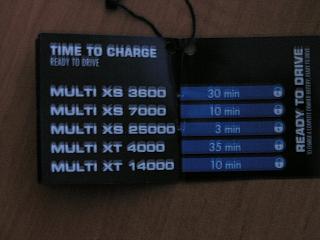 TIME TO CHARGE
READY TO DRIVE
MULTI XS 3600 30 min
MULTI XS 7000 10 min
MULTI XS 25000 3 min
MULTI XT 4000 35 min
MULTI XT 14000 10 min
READY TO DRIVE